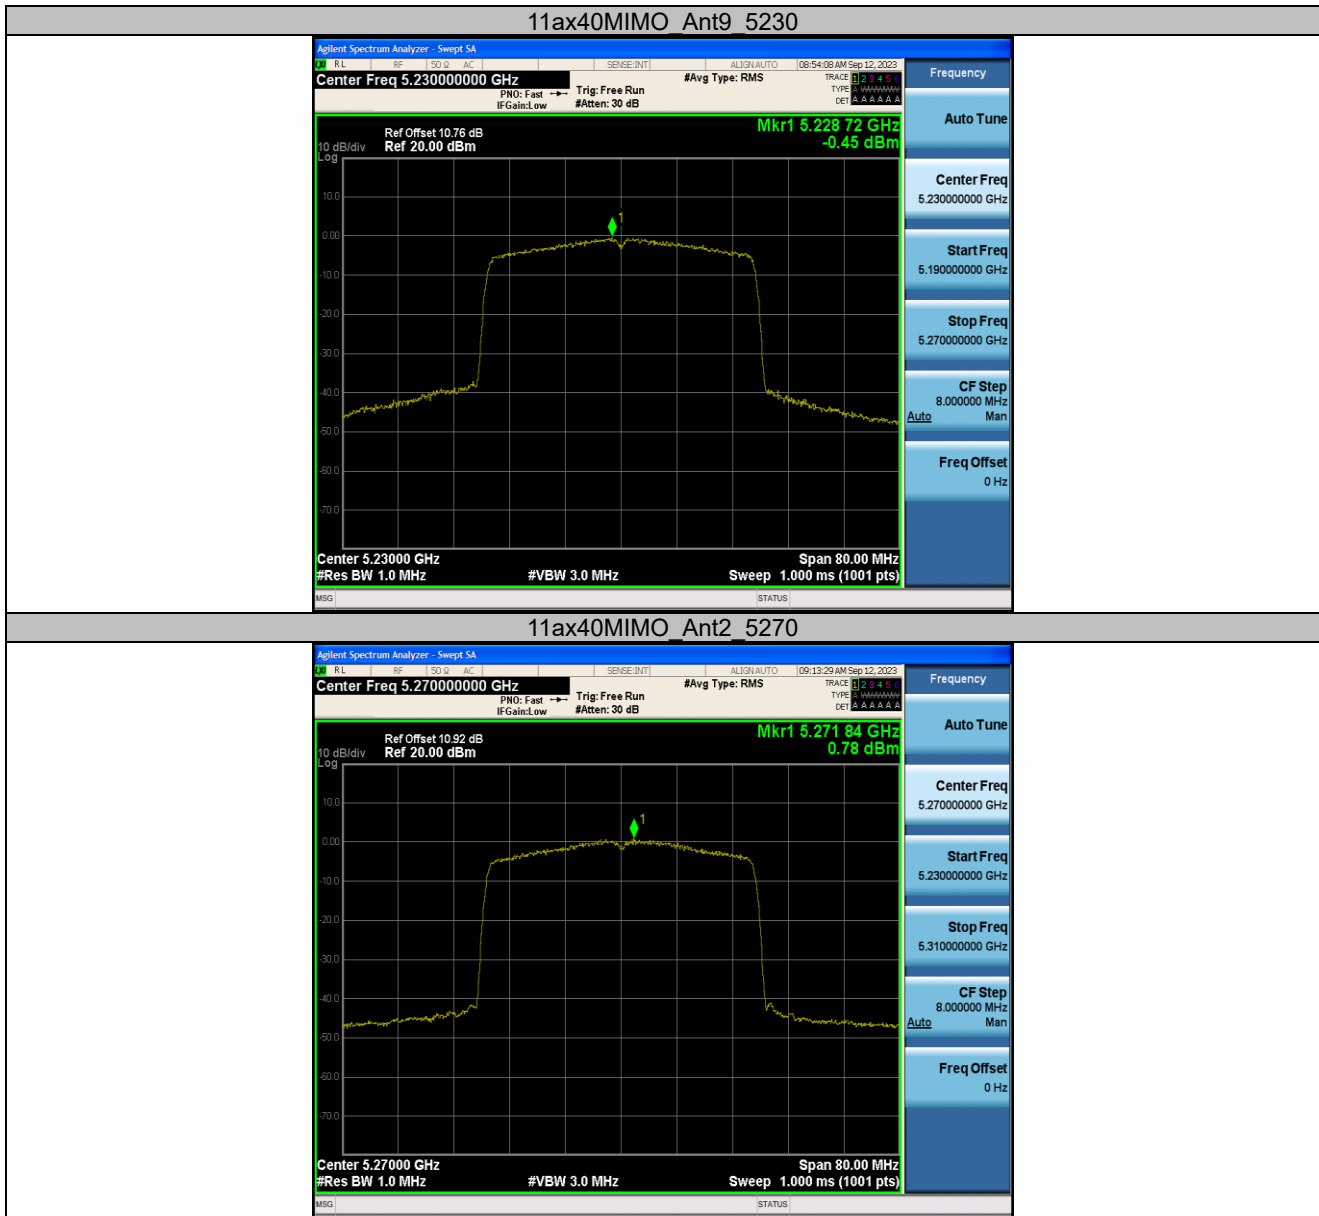 11ax40MIMO_Ant9_5230
Agilent Spectrum Analyzer - Swept SA
RL RF 50 Ω AC SENSE:INT ALIGNAUTO 08:54:08 AM Sep 12, 2023
Center Freq 5.230000000 GHz #Avg Type: RMS TRACE 1 2 3 4 5 6
PNO: Fast Trig: Free Run TYPE
IFGain:Low #Atten: 30 dB DET A A A A A A
Frequency
Auto Tune
Mkr1 5.228 72 GHz
Ref Offset 10.76 dB
-0.45 dBm
10 dB/div Ref 20.00 dBm
Log
1
10.0
0.00
-10.0
-20.0
-30.0
-40.0
-50.0
-60.0
-70.0
Center Freq
5.230000000 GHz
Start Freq
5.190000000 GHz
Stop Freq
5.270000000 GHz
CF Step
8.000000 MHz
Auto Man
Freq Offset
0 Hz
Center 5.23000 GHz Span 80.00 MHz
#Res BW 1.0 MHz #VBW 3.0 MHz Sweep 1.000 ms (1001 pts)
MSG STATUS
11ax40MIMO_Ant2_5270
Agilent Spectrum Analyzer - Swept SA
RL RF 50 Ω AC SENSE:INT ALIGNAUTO 09:13:29 AM Sep 12, 2023
Center Freq 5.270000000 GHz #Avg Type: RMS TRACE 1 2 3 4 5 6
PNO: Fast Trig: Free Run TYPE
IFGain:Low #Atten: 30 dB DET A A A A A A
Frequency
Auto Tune
Mkr1 5.271 84 GHz
Ref Offset 10.92 dB
0.78 dBm
10 dB/div Ref 20.00 dBm
Log
1
10.0
0.00
-10.0
-20.0
-30.0
-40.0
-50.0
-60.0
-70.0
Center Freq
5.270000000 GHz
Start Freq
5.230000000 GHz
Stop Freq
5.310000000 GHz
CF Step
8.000000 MHz
Auto Man
Freq Offset
0 Hz
Center 5.27000 GHz Span 80.00 MHz
#Res BW 1.0 MHz #VBW 3.0 MHz Sweep 1.000 ms (1001 pts)
MSG STATUS